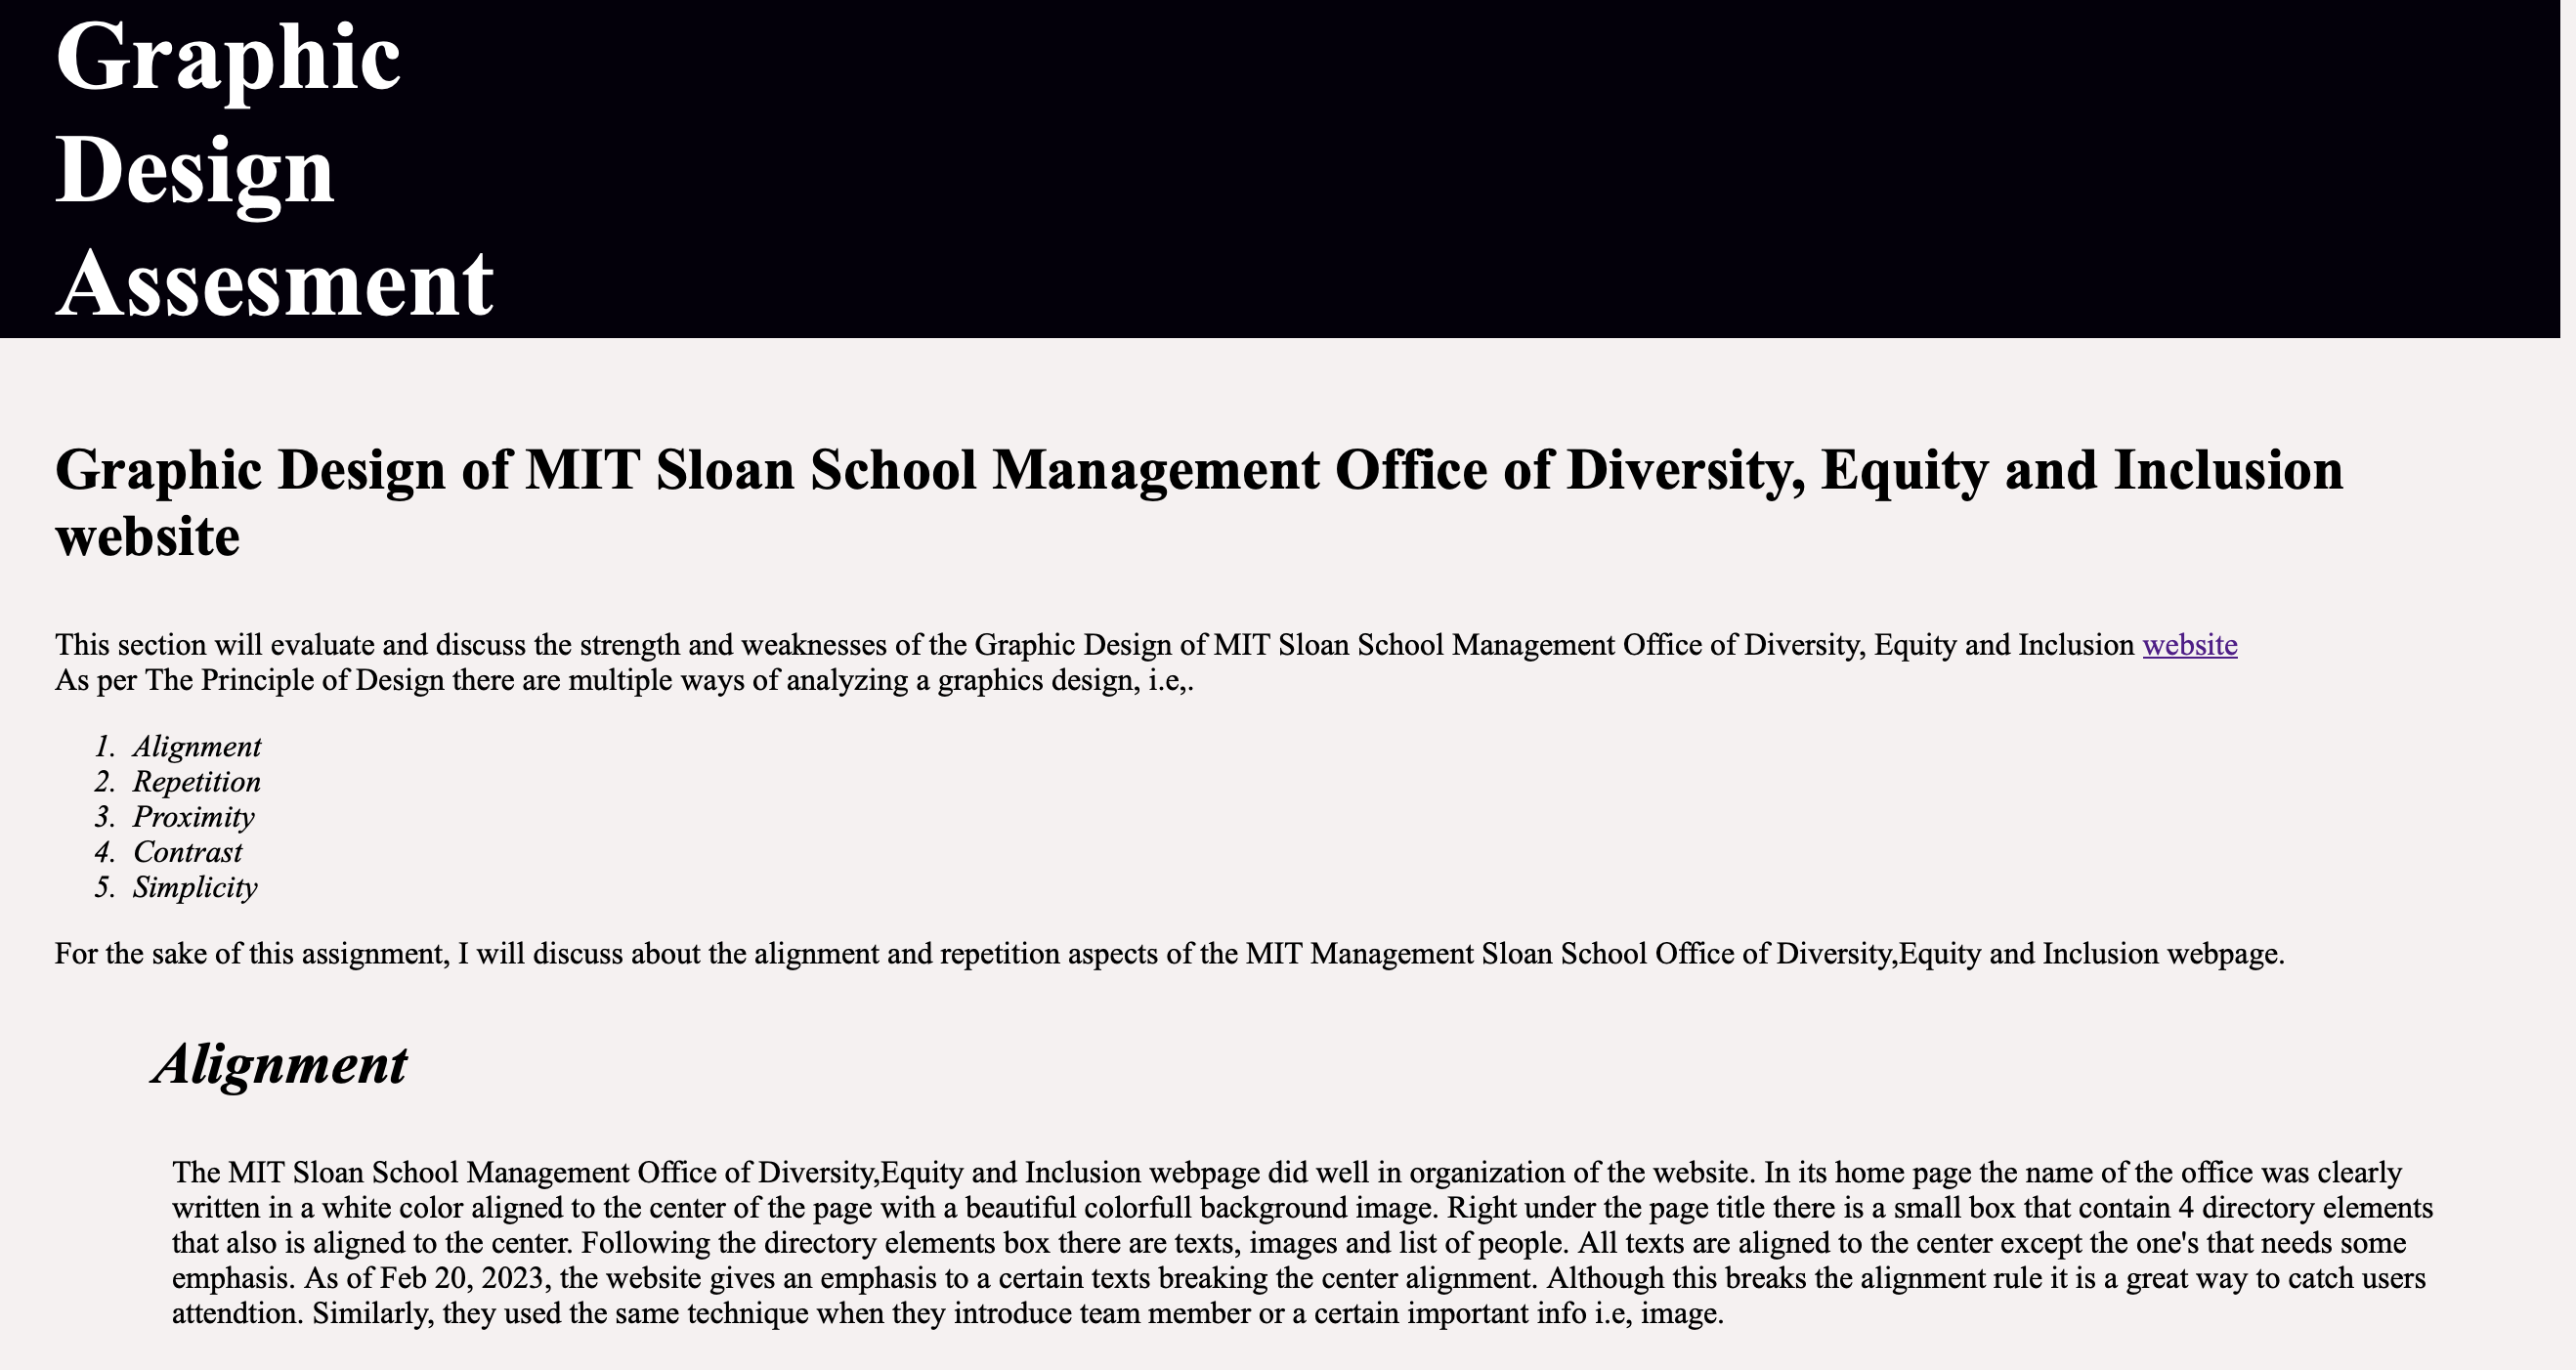 Graphic
Design
Assesment
Graphic Design of MIT Sloan School Management Office of Diversity, Equity and Inclusion
website
This section will evaluate and discuss the strength and weaknesses of the Graphic Design of MIT Sloan School Management Office of Diversity, Equity and Inclusion website
As per The Principle of Design there are multiple ways of analyzing a graphics design, i.e,.
1. Alignment
2. Repetition
3. Proximity
4. Contrast
5. Simplicity
For the sake of this assignment, I will discuss about the alignment and repetition aspects of the MIT Management Sloan School Office of Diversity,Equity and Inclusion webpage.
Alignment
The MIT Sloan School Management Office of Diversity,Equity and Inclusion webpage did well in organization of the website. In its home page the name of the office was clearly
written in a white color aligned to the center of the page with a beautiful colorfull background image. Right under the page title there is a small box that contain 4 directory elements
that also is aligned to the center. Following the directory elements box there are texts, images and list of people. All texts are aligned to the center except the one's that needs some
emphasis. As of Feb 20, 2023, the website gives an emphasis to a certain texts breaking the center alignment. Although this breaks the alignment rule it is a great way to catch users
attendtion. Similarly, they used the same technique when they introduce team member or a certain important info i.e, image.